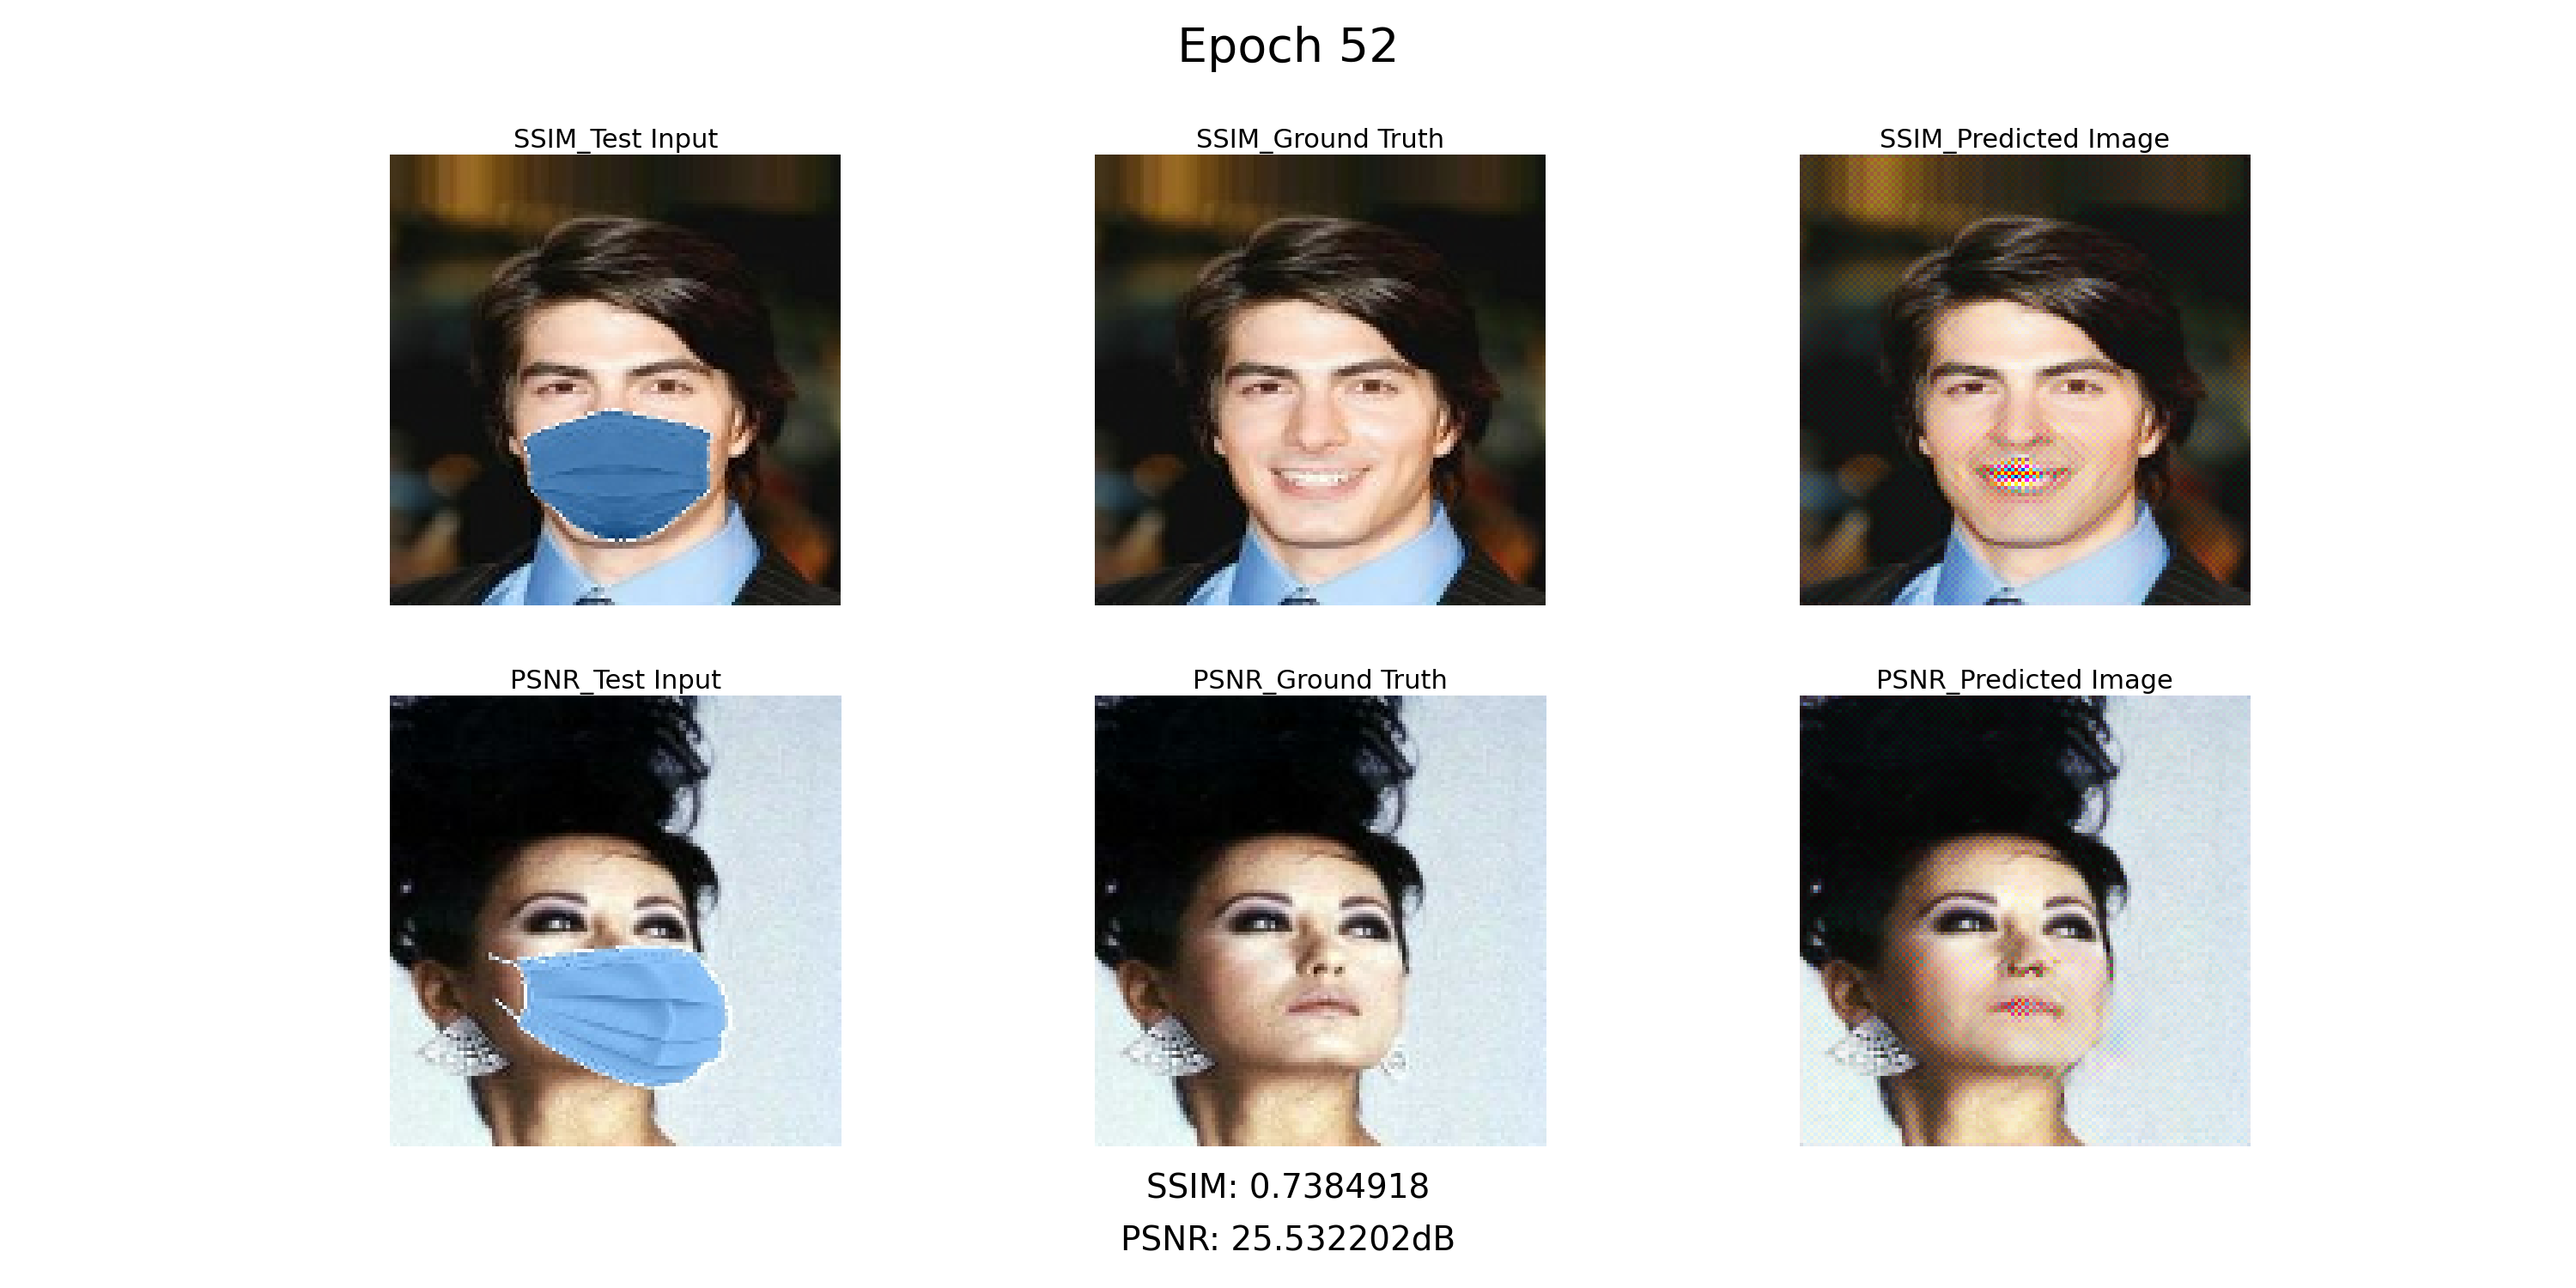 Epoch 52
SSIM_Test Input
SSIM_Ground Truth
SSIM_Predicted Image
PSNR_Test Input
PSNR_Ground Truth
PSNR_Predicted Image
SSIM: 0.7384918
PSNR: 25.532202dB